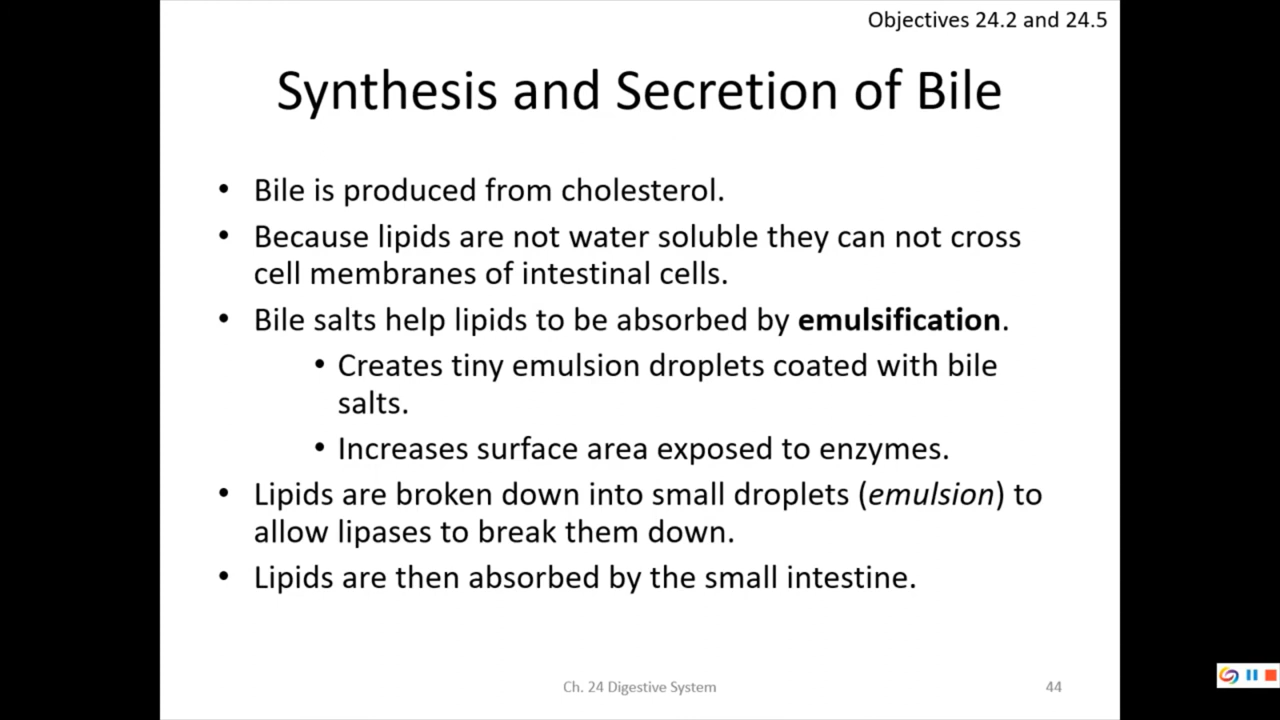 Objectives 24.2 and 24.5
Synthesis and Secretion of Bile
• Bile is produced from cholesterol.
• Because lipids are not water soluble they can not cross
cell membranes of intestinal cells.
• Bile salts help lipids to be absorbed by emulsification.
• Creates tiny emulsion droplets coated with bile
salts.
• Increases surface area exposed to enzymes.
• Lipids are broken down into small droplets (emulsion) to
allow lipases to break them down.
• Lipids are then absorbed by the small intestine.
Ch. 24 Digestive System
44